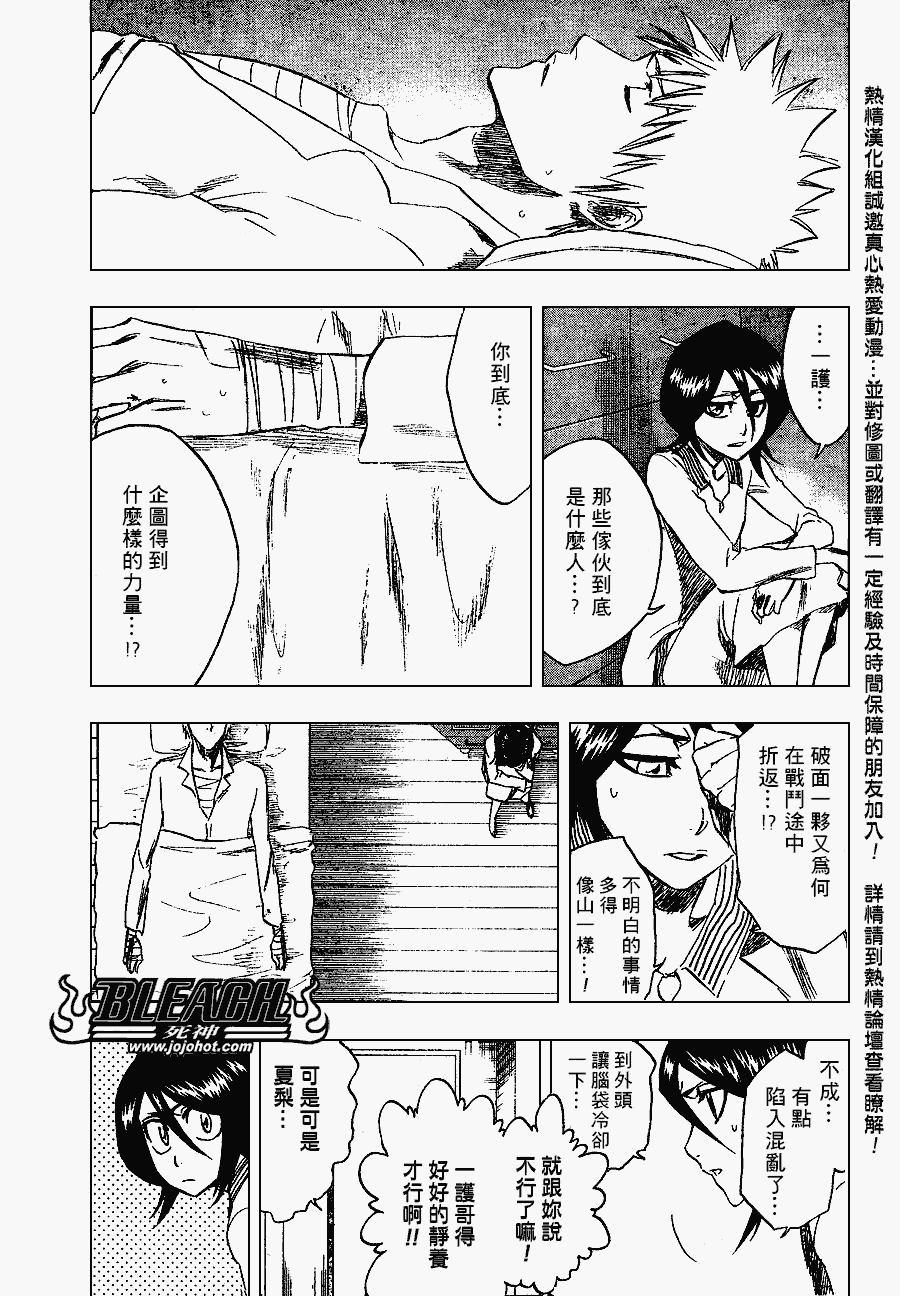 …一護…
那些傢伙到底
是什麼人…?
你到底…
企圖得到
什麼樣的力量…!?
破面一夥又為何
在戰鬥途中
折返…!?
不明白的事情
多得
像山一樣…!
不成…
有點
陷入混亂了…
到外頭
讓腦袋冷卻
一下…
就跟妳說
不行了嘛!
一護哥得
好好的靜養
才行啊!!
可是可是
夏梨…
BLEACH
死神
www.jojohot.com
熱情漢化組誠邀真心熱愛動漫…並對修圖或翻譯有一定經驗及時間保障的朋友加入! 詳情請到熱情論壇查看瞭解!